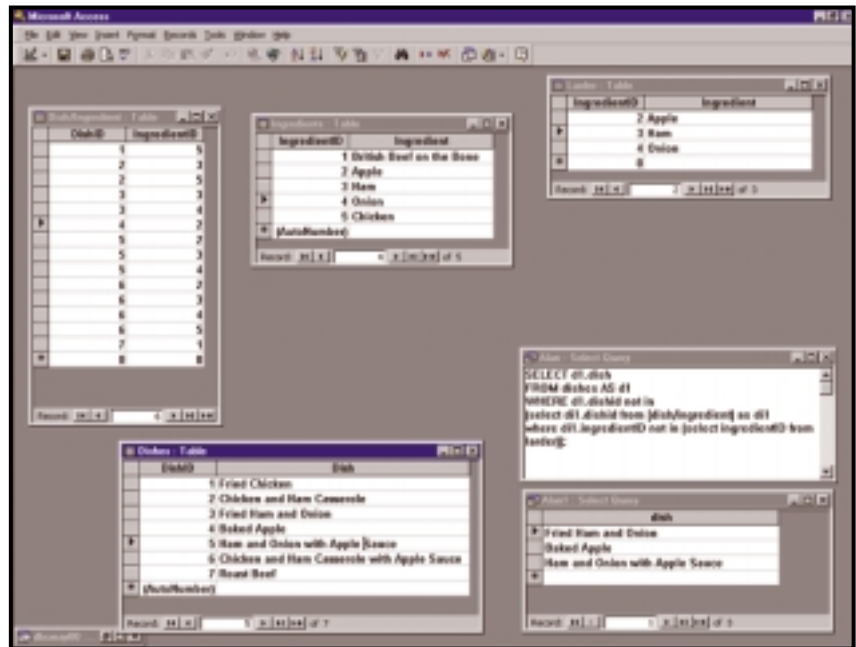 Microsoft Access
File Edit View Insert Format Records Tools Window Help
Dish/Ingredient : Table
DishID IngredientID
1 5
2 3
2 5
3 3
3 4
4 2
5 2
5 3
5 4
6 2
6 3
6 4
6 5
7 1
0 0
Record: 6
Ingredients : Table
IngredientID Ingredient
1 British Beef on the Bone
2 Apple
3 Ham
4 Onion
5 Chicken
(AutoNumber)
Record: 4 of 5
Larder : Table
IngredientID Ingredient
2 Apple
3 Ham
4 Onion
0
Record: 2 of 3
Alan : Select Query
SELECT d1.dish
FROM dishes AS d1
WHERE d1.dishid not in
(select di1.dishid from [dish/ingredient] as di1
where di1.ingredientID not in (select ingredientID from
larder));
Dishes : Table
DishID Dish
1 Fried Chicken
2 Chicken and Ham Casserole
3 Fried Ham and Onion
4 Baked Apple
5 Ham and Onion with Apple Sauce
6 Chicken and Ham Casserole with Apple Sauce
7 Roast Beef
(AutoNumber)
Record: 5 of 7
Alan1 : Select Query
dish
Fried Ham and Onion
Baked Apple
Ham and Onion with Apple Sauce
Record: 1 of 3